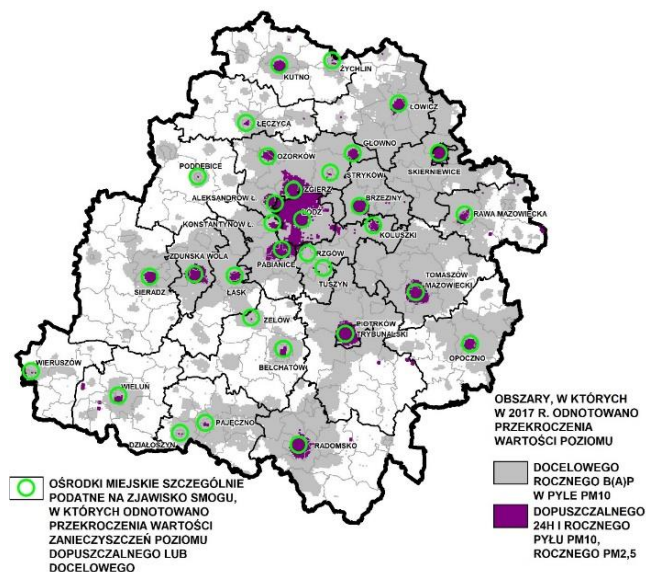 KUTNO
ŻYCHLIN
ŁOWICZ
ŁĘCZYCA
GŁOWNO
OZORKÓW
PODDĘBICE
STRYKÓW
SKIERNIEWICE
ZGIERZ
ALEKSANDRÓW Ł.
BRZEZINY
RAWA MAZOWIECKA
ŁÓDŹ
KONSTANTYNÓW Ł.
KOLUSZKI
PABIANICE
RZGÓW
ZDUŃSKA WOLA
TUSZYN
TOMASZÓW
MAZOWIECKI
SIERADZ
ŁASK
ZELÓW
PIOTRKÓW
TRYBUNALSKI
OPOCZNO
WIERUSZÓW
BEŁCHATÓW
WIELUŃ
PAJĘCZNO
DZIAŁOSZYN
RADOMSKO
OBSZARY, W KTÓRYCH
W 2017 R. ODNOTOWANO
PRZEKROCZENIA
WARTOŚCI POZIOMU
DOCELOWEGO
ROCZNEGO B(A)P
W PYLE PM10
DOPUSZCZALNEGO
24H I ROCZNEGO
PYŁU PM10,
ROCZNEGO PM2,5
OŚRODKI MIEJSKIE SZCZEGÓLNIE
PODATNE NA ZJAWISKO SMOGU,
W KTÓRYCH ODNOTOWANO
PRZEKROCZENIA WARTOŚCI
ZANIECZYSZCZEŃ POZIOMU
DOPUSZCZALNEGO LUB
DOCELOWEGO